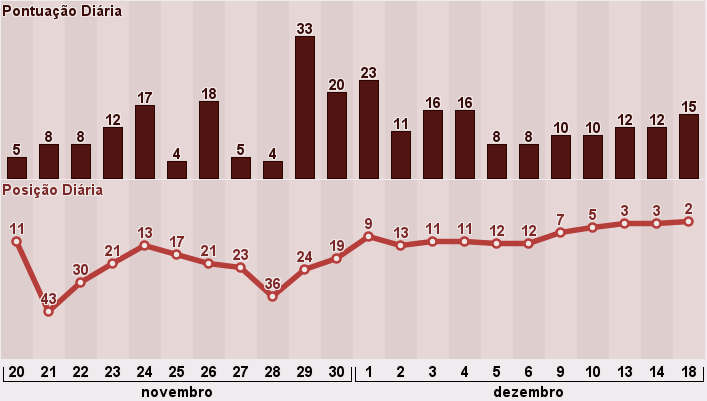 Pontuação Diária
5 8 8 12 17 4 18 5 4 33 20 23 11 16 16 8 8 10 10 12 12 15
Posição Diária
11 43 30 21 13 17 21 23 36 24 19 9 13 11 11 12 12 7 5 3 3 2
20 21 22 23 24 25 26 27 28 29 30 1 2 3 4 5 6 9 10 13 14 18
novembro dezembro